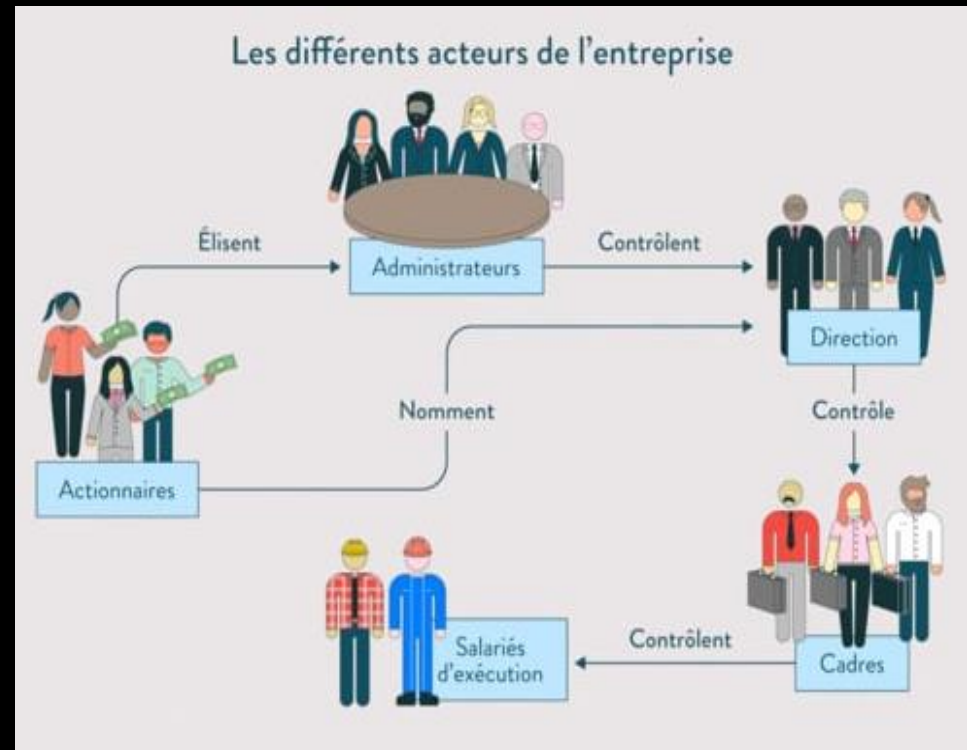 Les différents acteurs de l'entreprise
Élisent
Administrateurs
Contrôlent
Direction
Nomment
Contrôle
Actionnaires
Salariés
d'exécution
Contrôlent
Cadres